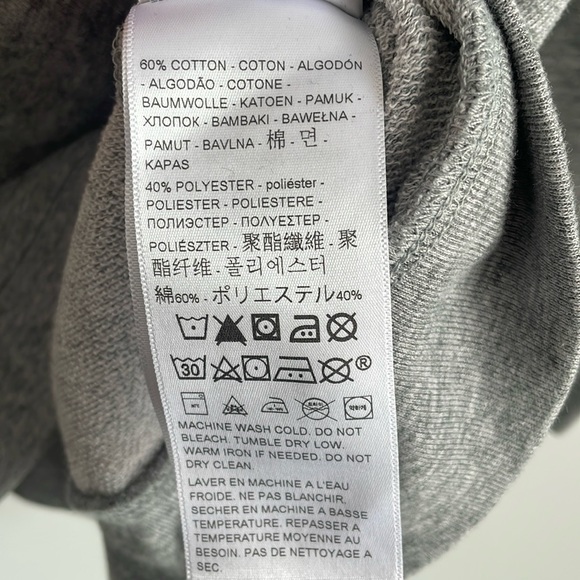 60% COTTON - COTON - ALGODÓN
- ALGODÃO - COTONE -
BAUMWOLLE - KATOEN - PAMUK -
ХЛОПОК - BAMBAKI - BAWEŁNA -
PAMUT - BAVLNA - 棉 - 면 -
KAPAS
40% POLYESTER - poliéster -
POLIESTER - POLIESTERE -
ПОЛИЭСТЕР - ΠΟΛΥΕΣΤΕΡ -
POLIÉSZTER - 聚酯纖維 - 聚
酯纤维 - 폴리에스터
綿60% - ポリエステル40%
30 ®
MACHINE WASH COLD. DO NOT
BLEACH. TUMBLE DRY LOW.
WARM IRON IF NEEDED. DO NOT
DRY CLEAN.
LAVER EN MACHINE A L'EAU
FROIDE. NE PAS BLANCHIR.
SECHER EN MACHINE A BASSE
TEMPERATURE. REPASSER A
TEMPERATURE MOYENNE AU
BESOIN. PAS DE NETTOYAGE A
SEC.